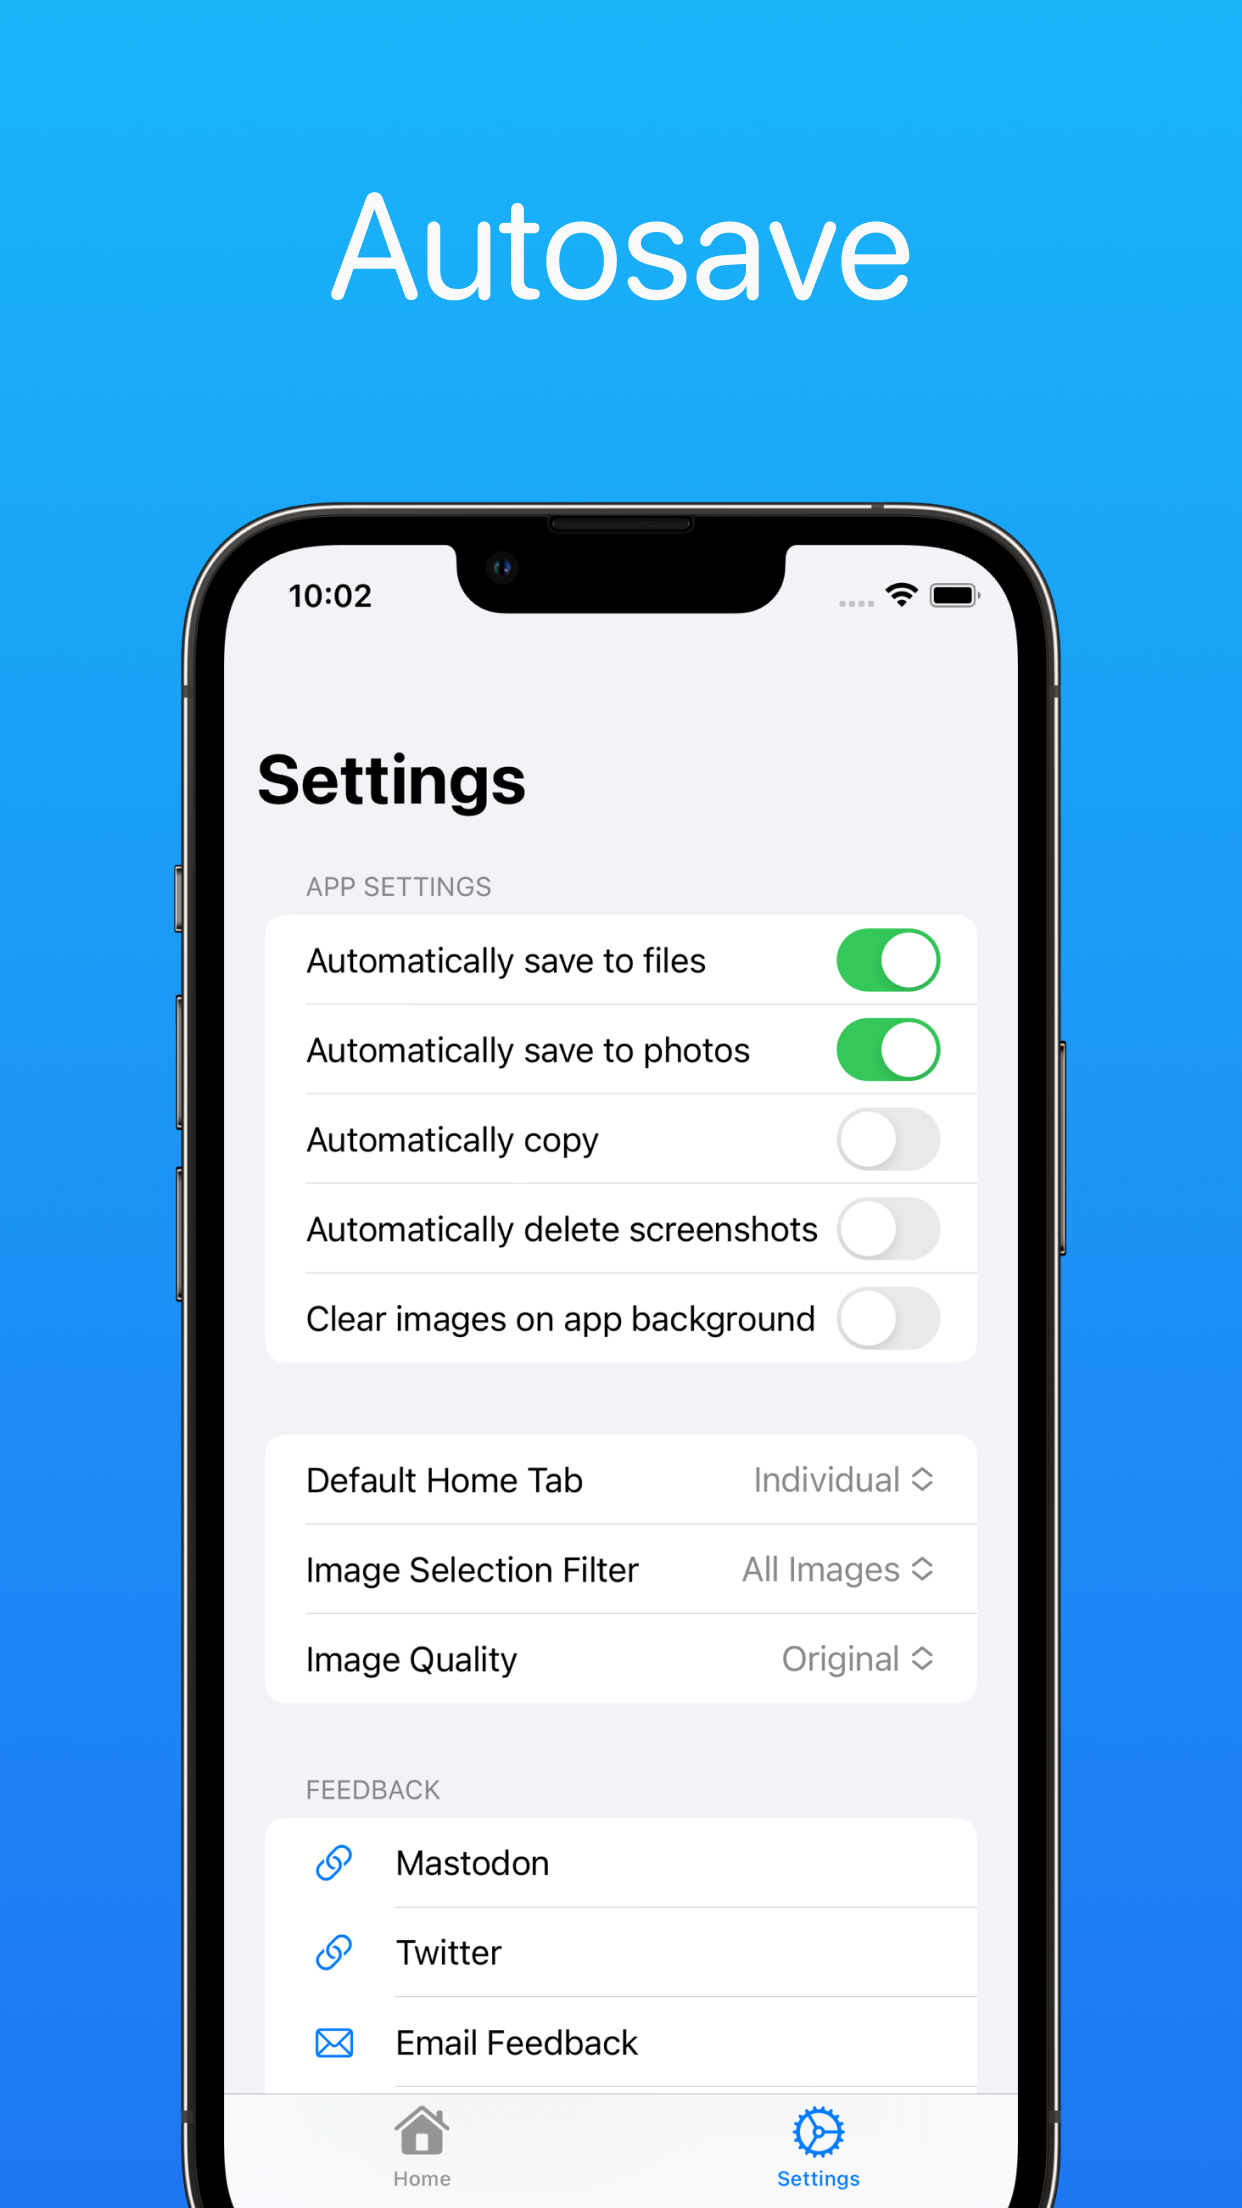 Autosave
10:02
Settings
APP SETTINGS
Automatically save to files
Automatically save to photos
Automatically copy
Automatically delete screenshots
Clear images on app background
Default Home Tab Individual
Image Selection Filter All Images
Image Quality Original
FEEDBACK
Mastodon
Twitter
Email Feedback
Home Settings